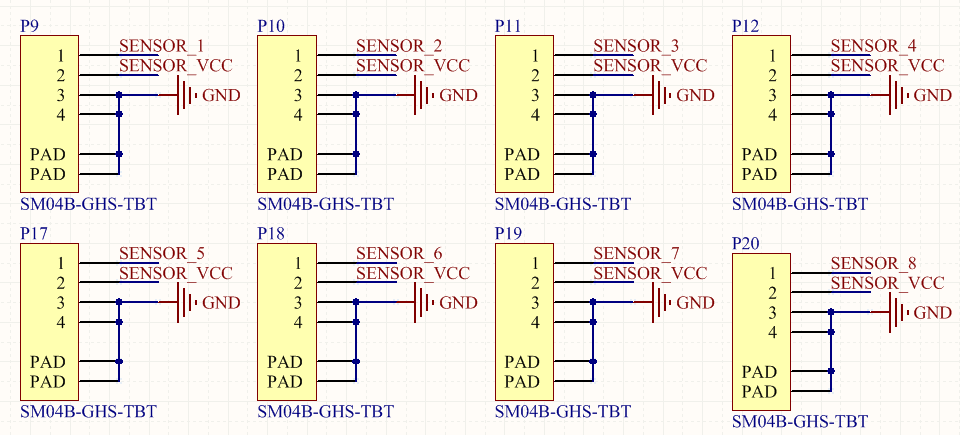 P9
1 SENSOR_1
2 SENSOR_VCC
3 GND
4
PAD
PAD
SM04B-GHS-TBT
P10
1 SENSOR_2
2 SENSOR_VCC
3 GND
4
PAD
PAD
SM04B-GHS-TBT
P11
1 SENSOR_3
2 SENSOR_VCC
3 GND
4
PAD
PAD
SM04B-GHS-TBT
P12
1 SENSOR_4
2 SENSOR_VCC
3 GND
4
PAD
PAD
SM04B-GHS-TBT
P17
1 SENSOR_5
2 SENSOR_VCC
3 GND
4
PAD
PAD
SM04B-GHS-TBT
P18
1 SENSOR_6
2 SENSOR_VCC
3 GND
4
PAD
PAD
SM04B-GHS-TBT
P19
1 SENSOR_7
2 SENSOR_VCC
3 GND
4
PAD
PAD
SM04B-GHS-TBT
P20
1 SENSOR_8
2 SENSOR_VCC
3 GND
4
PAD
PAD
SM04B-GHS-TBT